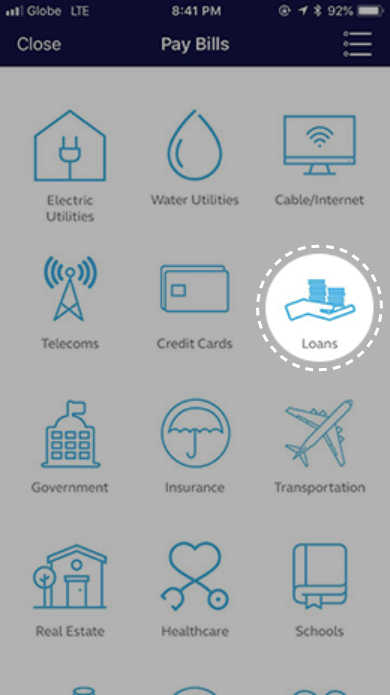 Globe LTE 8:41 PM 92%
Close Pay Bills
Electric Utilities
Water Utilities
Cable/Internet
Telecoms
Credit Cards
Loans
Government
Insurance
Transportation
Real Estate
Healthcare
Schools